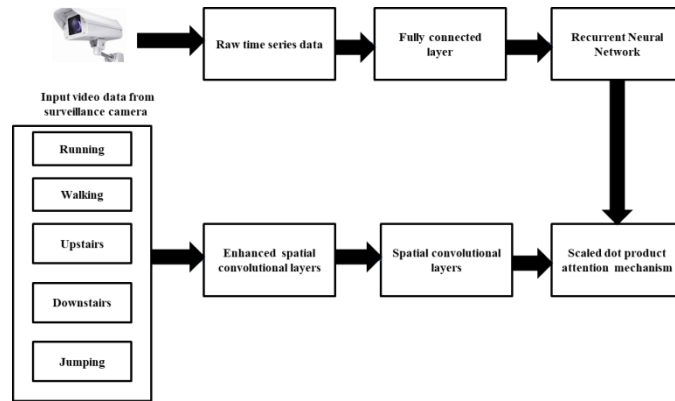 Raw time series data
Fully connected
layer
Recurrent Neural
Network
Input video data from
surveillance camera
Running
Walking
Upstairs
Downstairs
Jumping
Enhanced spatial
convolutional layers
Spatial convolutional
layers
Scaled dot product
attention mechanism